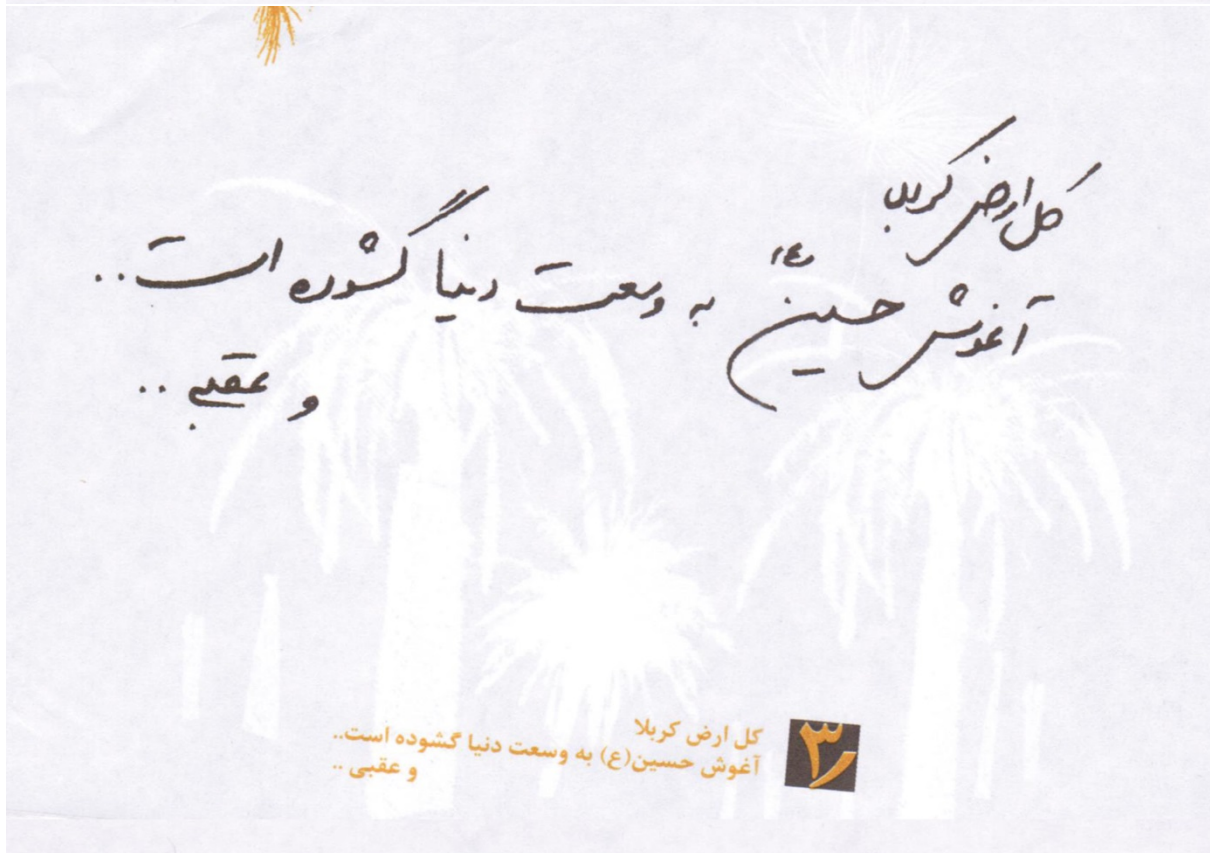 کل ارض کربلا
آغوش حسین (ع) به وسعت دنیا گشوده است..
و عقبی ..
۳
کل ارض کربلا
آغوش حسین(ع) به وسعت دنیا گشوده است..
و عقبی ..